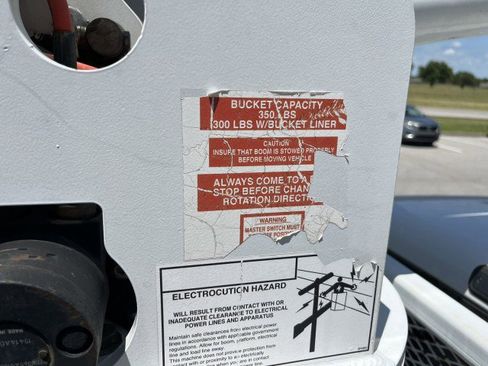 BUCKET CAPACITY
350 LBS
300 LBS W/BUCKET LINER
CAUTION
INSURE THAT BOOM IS STOWED PROPERLY
BEFORE MOVING VEHICLE
ALWAYS COME TO A
STOP BEFORE CHAN
ROTATION DIRECT
WARNING
MASTER SWITCH MUST
ELECTROCUTION HAZARD
WILL RESULT FROM CONTACT WITH OR
INADEQUATE CLEARANCE TO ELECTRICAL
POWER LINES AND APPARATUS
Maintain safe clearances from electrical power
lines in accordance with applicable government
regulations. Allow for boom, platform, electrical
line and load line sway.
This machine does not provide protection from
contact with or proximity to an electrically